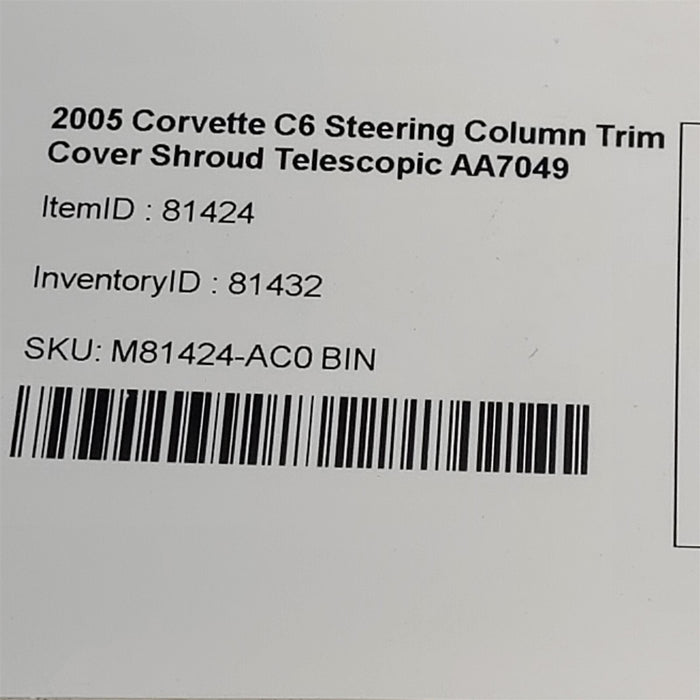 2005 Corvette C6 Steering Column Trim
Cover Shroud Telescopic AA7049
ItemID : 81424
InventoryID : 81432
SKU: M81424-AC0 BIN